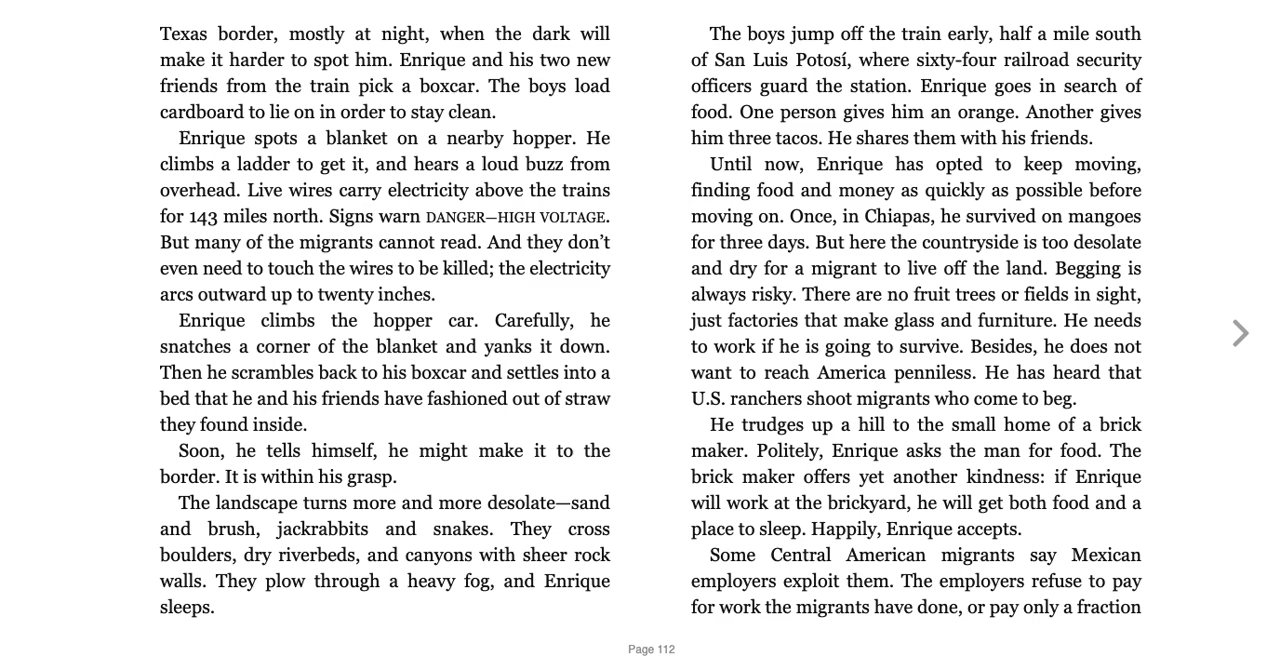 Texas border, mostly at night, when the dark will
make it harder to spot him. Enrique and his two new
friends from the train pick a boxcar. The boys load
cardboard to lie on in order to stay clean.
Enrique spots a blanket on a nearby hopper. He
climbs a ladder to get it, and hears a loud buzz from
overhead. Live wires carry electricity above the trains
for 143 miles north. Signs warn DANGER—HIGH VOLTAGE.
But many of the migrants cannot read. And they don’t
even need to touch the wires to be killed; the electricity
arcs outward up to twenty inches.
Enrique climbs the hopper car. Carefully, he
snatches a corner of the blanket and yanks it down.
Then he scrambles back to his boxcar and settles into a
bed that he and his friends have fashioned out of straw
they found inside.
Soon, he tells himself, he might make it to the
border. It is within his grasp.
The landscape turns more and more desolate—sand
and brush, jackrabbits and snakes. They cross
boulders, dry riverbeds, and canyons with sheer rock
walls. They plow through a heavy fog, and Enrique
sleeps.
The boys jump off the train early, half a mile south
of San Luis Potosí, where sixty-four railroad security
officers guard the station. Enrique goes in search of
food. One person gives him an orange. Another gives
him three tacos. He shares them with his friends.
Until now, Enrique has opted to keep moving,
finding food and money as quickly as possible before
moving on. Once, in Chiapas, he survived on mangoes
for three days. But here the countryside is too desolate
and dry for a migrant to live off the land. Begging is
always risky. There are no fruit trees or fields in sight,
just factories that make glass and furniture. He needs
to work if he is going to survive. Besides, he does not
want to reach America penniless. He has heard that
U.S. ranchers shoot migrants who come to beg.
He trudges up a hill to the small home of a brick
maker. Politely, Enrique asks the man for food. The
brick maker offers yet another kindness: if Enrique
will work at the brickyard, he will get both food and a
place to sleep. Happily, Enrique accepts.
Some Central American migrants say Mexican
employers exploit them. The employers refuse to pay
for work the migrants have done, or pay only a fraction
Page 112